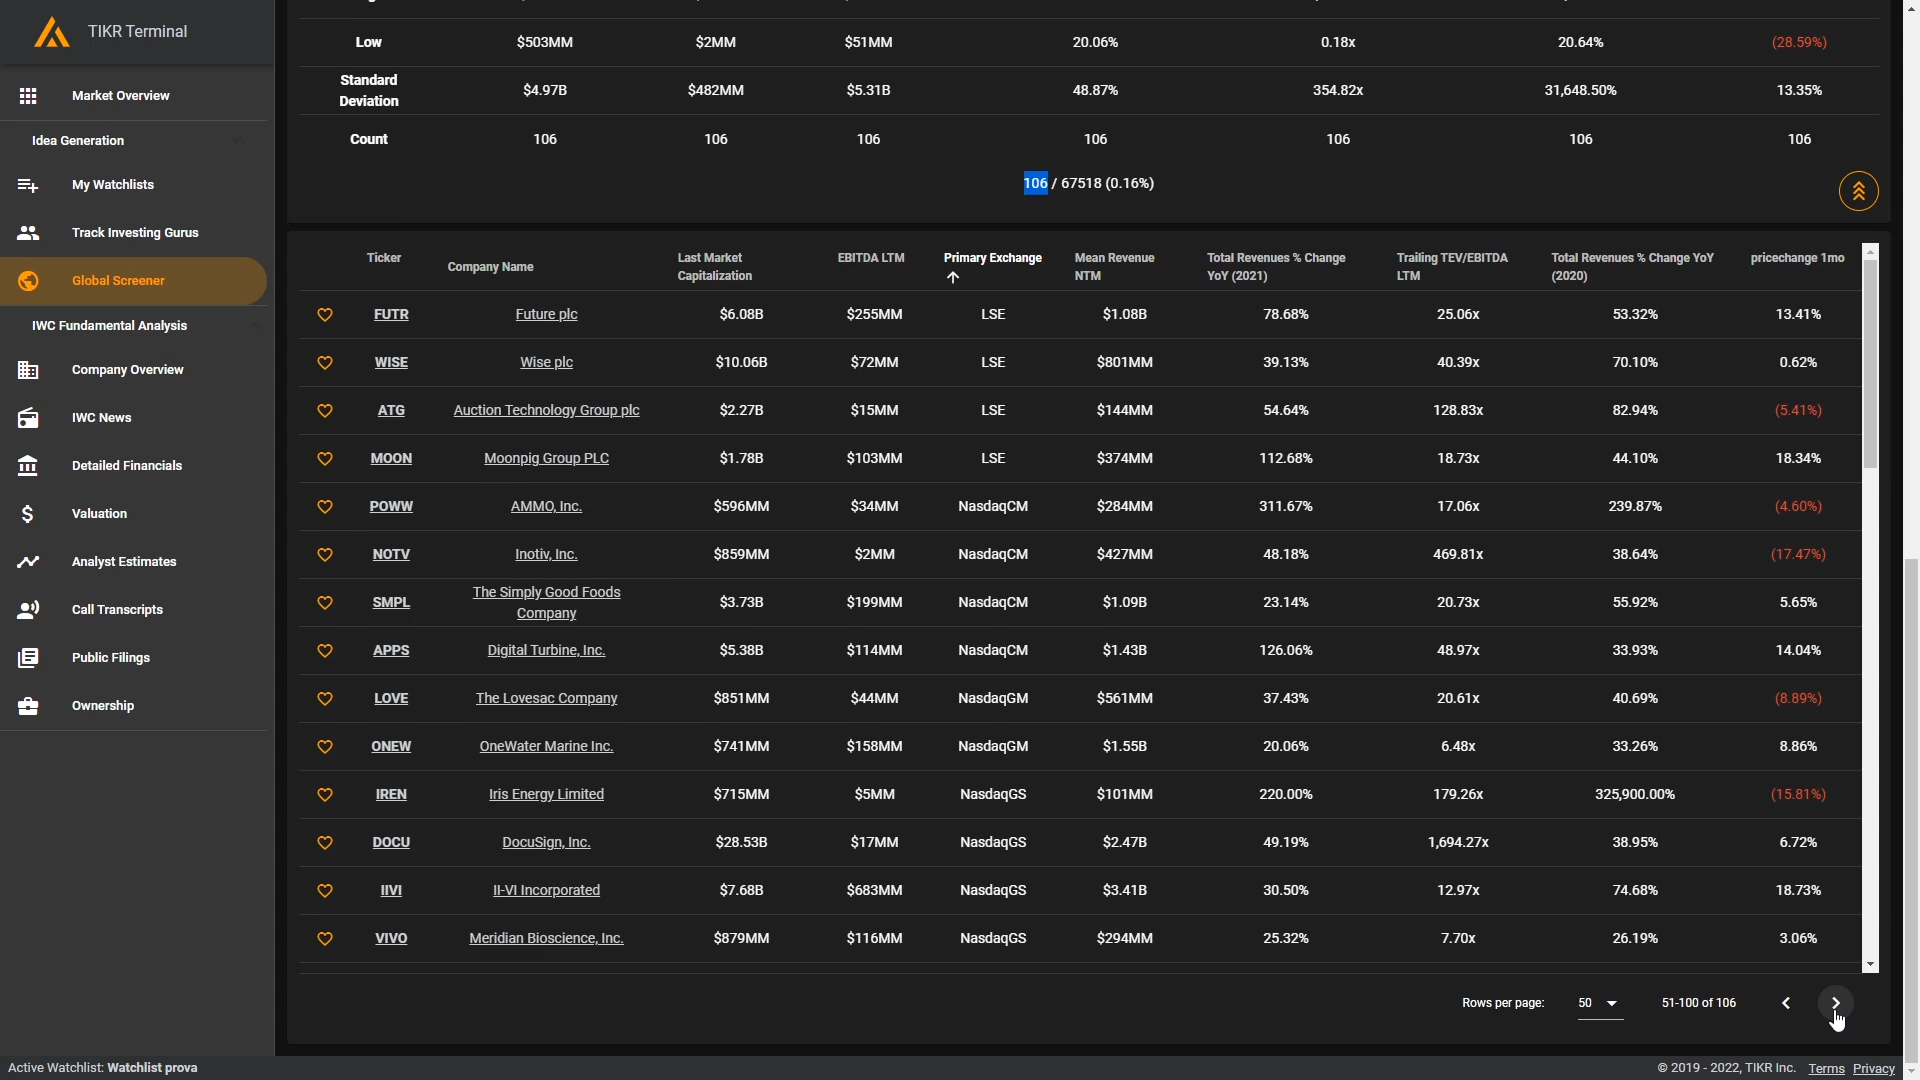 TIKR Terminal
Market Overview
Idea Generation
My Watchlists
Track Investing Gurus
Global Screener
IWC Fundamental Analysis
Company Overview
IWC News
Detailed Financials
Valuation
Analyst Estimates
Call Transcripts
Public Filings
Ownership
Low $503MM $2MM $51MM 20.06% 0.18x 20.64% (28.59%)
Standard
Deviation $4.97B $482MM $5.31B 48.87% 354.82x 31,648.50% 13.35%
Count 106 106 106 106 106 106 106
106 / 67518 (0.16%)
Ticker Company Name Last Market EBITDA LTM Primary Exchange Mean Revenue Total Revenues % Change Trailing TEV/EBITDA Total Revenues % Change YoY pricechange 1mo
Capitalization NTM YoY (2021) LTM (2020)
FUTR Future plc $6.08B $255MM LSE $1.08B 78.68% 25.06x 53.32% 13.41%
WISE Wise plc $10.06B $72MM LSE $801MM 39.13% 40.39x 70.10% 0.62%
ATG Auction Technology Group plc $2.27B $15MM LSE $144MM 54.64% 128.83x 82.94% (5.41%)
MOON Moonpig Group PLC $1.78B $103MM LSE $374MM 112.68% 18.73x 44.10% 18.34%
POWW AMMO, Inc. $596MM $34MM NasdaqCM $284MM 311.67% 17.06x 239.87% (4.60%)
NOTV Inotiv, Inc. $859MM $2MM NasdaqCM $427MM 48.18% 469.81x 38.64% (17.47%)
SMPL The Simply Good Foods
Company $3.73B $199MM NasdaqCM $1.09B 23.14% 20.73x 55.92% 5.65%
APPS Digital Turbine, Inc. $5.38B $114MM NasdaqCM $1.43B 126.06% 48.97x 33.93% 14.04%
LOVE The Lovesac Company $851MM $44MM NasdaqGM $561MM 37.43% 20.61x 40.69% (8.89%)
ONEW OneWater Marine Inc. $741MM $158MM NasdaqGM $1.55B 20.06% 6.48x 33.26% 8.86%
IREN Iris Energy Limited $715MM $5MM NasdaqGS $101MM 220.00% 179.26x 325,900.00% (15.81%)
DOCU DocuSign, Inc. $28.53B $17MM NasdaqGS $2.47B 49.19% 1,694.27x 38.95% 6.72%
IIVI II-VI Incorporated $7.68B $683MM NasdaqGS $3.41B 30.50% 12.97x 74.68% 18.73%
VIVO Meridian Bioscience, Inc. $879MM $116MM NasdaqGS $294MM 25.32% 7.70x 26.19% 3.06%
Rows per page: 50 51-100 of 106
Active Watchlist: Watchlist prova
© 2019 - 2022, TIKR Inc. Terms Privacy